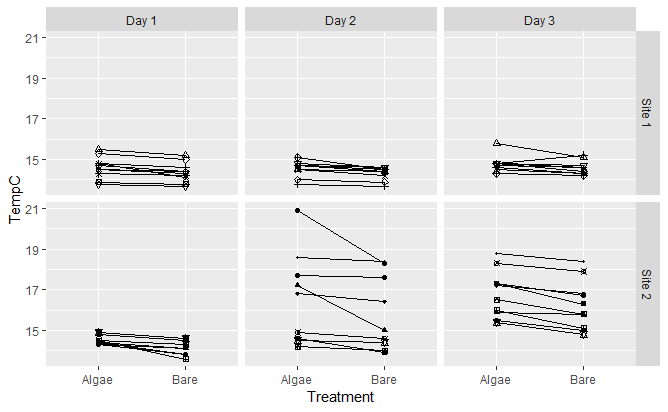 Day 1 Day 2 Day 3
21
19
17
15
Site 1
TempC
21
19
17
15
Site 2
Algae Bare Algae Bare Algae Bare
Treatment